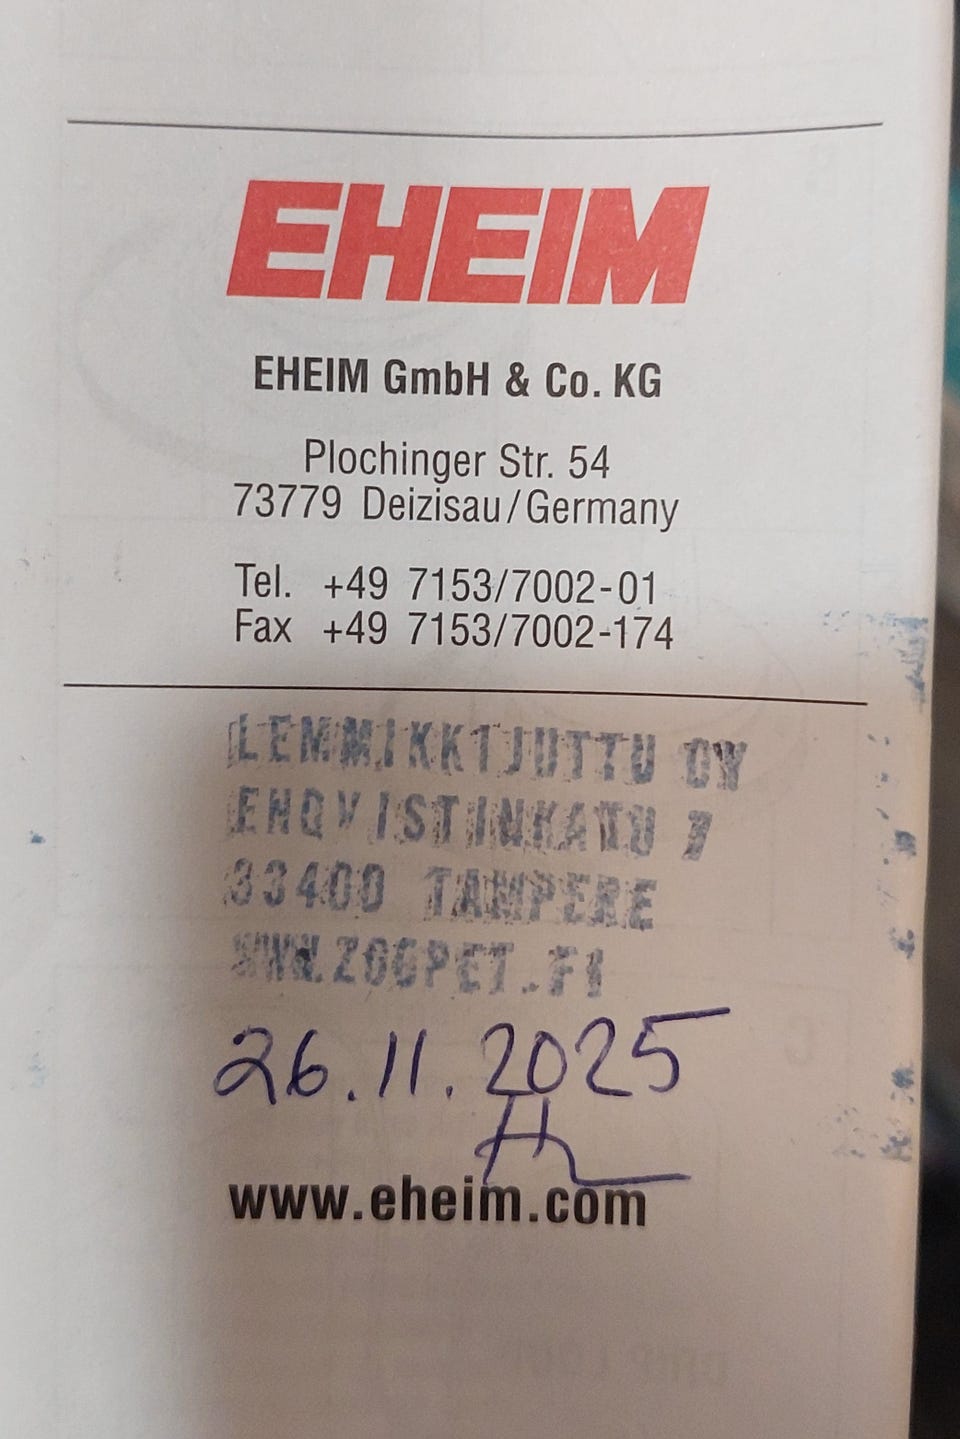 EHEIM
EHEIM GmbH & Co. KG
Plochinger Str. 54
73779 Deizisau/Germany
Tel. +49 7153/7002-01
Fax +49 7153/7002-174
LEMMIKKIJUTTU OY
ENQVISTINKATU 7
33400 TAMPERE
WWW.ZOOPET.FI
26.11.2025
www.eheim.com